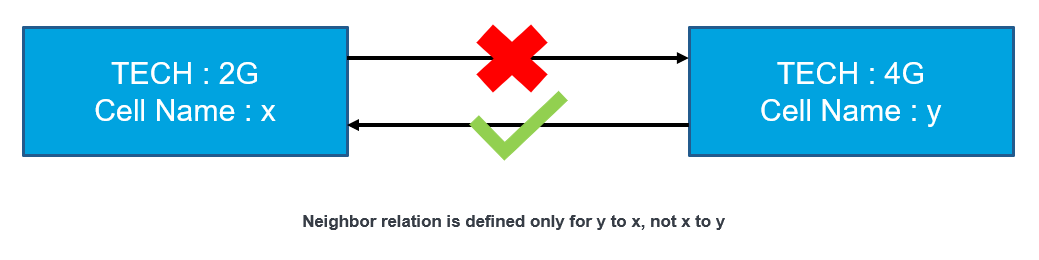 TECH : 2G
Cell Name : x
TECH : 4G
Cell Name : y
Neighbor relation is defined only for y to x, not x to y